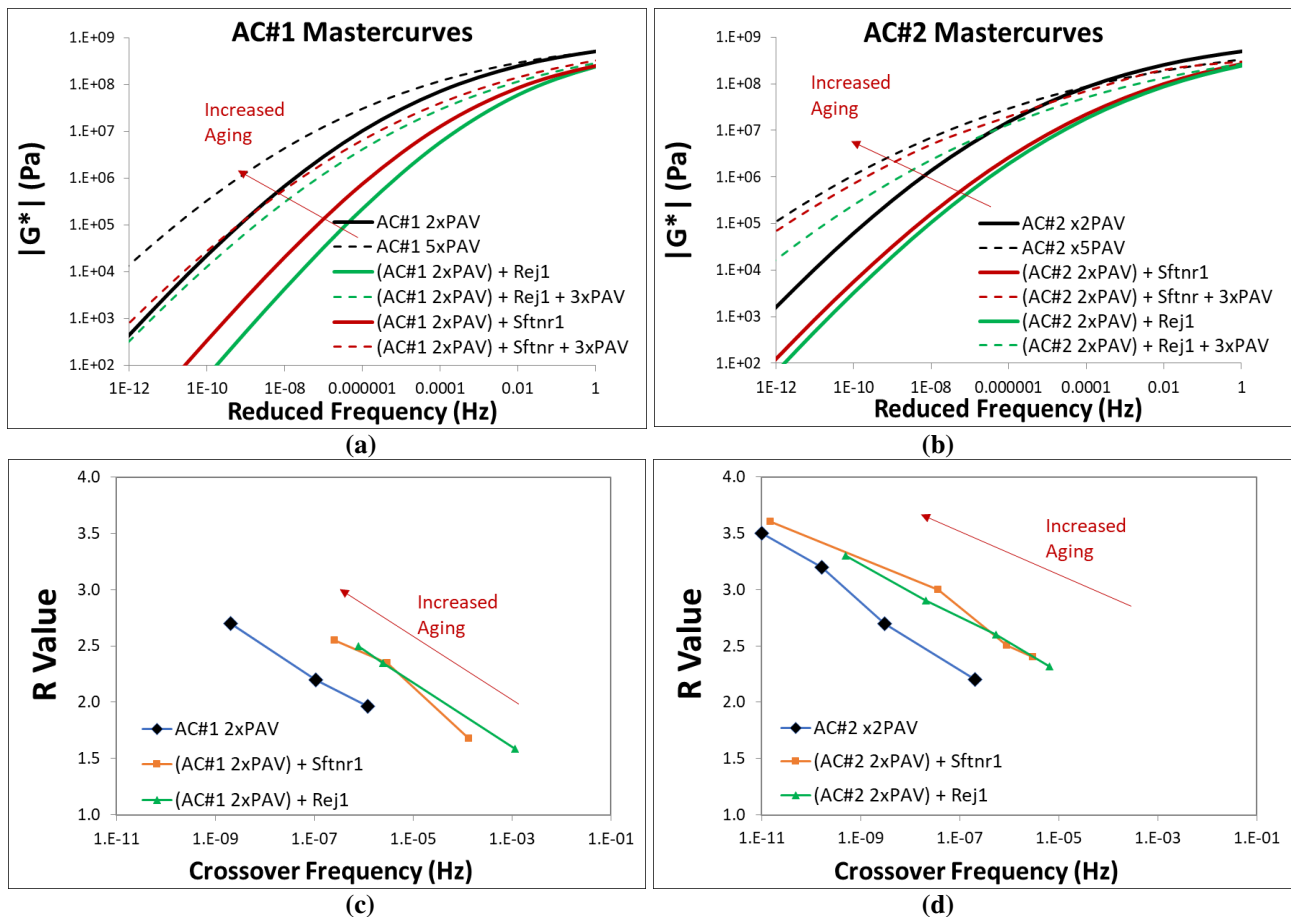 AC#1 Mastercurves
1.E+09
1.E+08
1.E+07
1.E+06
1.E+05
1.E+04
1.E+03
1.E+02
|G*| (Pa)
Increased
Aging
AC#1 2xPAV
AC#1 5xPAV
(AC#1 2xPAV) + Rej1
(AC#1 2xPAV) + Rej1 + 3xPAV
(AC#1 2xPAV) + Sftnr1
(AC#1 2xPAV) + Sftnr + 3xPAV
1E-12 1E-10 1E-08 0.000001 0.0001 0.01 1
Reduced Frequency (Hz)
(a)
AC#2 Mastercurves
1.E+09
1.E+08
1.E+07
1.E+06
1.E+05
1.E+04
1.E+03
1.E+02
|G*| (Pa)
Increased
Aging
AC#2 x2PAV
AC#2 x5PAV
(AC#2 2xPAV) + Sftnr1
(AC#2 2xPAV) + Sftnr + 3xPAV
(AC#2 2xPAV) + Rej1
(AC#2 2xPAV) + Rej1 + 3xPAV
1E-12 1E-10 1E-08 0.000001 0.0001 0.01 1
Reduced Frequency (Hz)
(b)
4.0
3.5
3.0
2.5
2.0
1.5
1.0
R Value
Increased
Aging
AC#1 2xPAV
(AC#1 2xPAV) + Sftnr1
(AC#1 2xPAV) + Rej1
1.E-11 1.E-09 1.E-07 1.E-05 1.E-03 1.E-01
Crossover Frequency (Hz)
(c)
4.0
3.5
3.0
2.5
2.0
1.5
1.0
R Value
Increased
Aging
AC#2 x2PAV
(AC#2 2xPAV) + Sftnr1
(AC#2 2xPAV) + Rej1
1.E-11 1.E-09 1.E-07 1.E-05 1.E-03 1.E-01
Crossover Frequency (Hz)
(d)